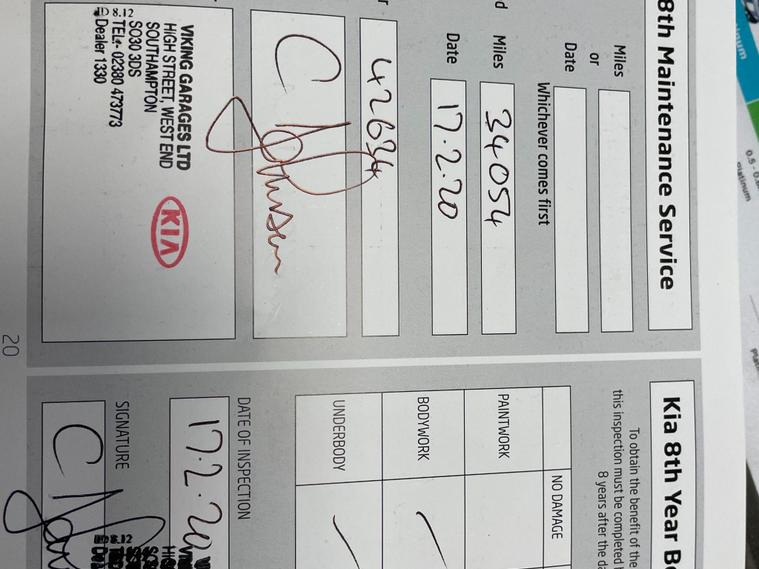 8th Maintenance Service
Miles
or
Date
Whichever comes first
Miles 34054
Date 17.2.20
42634
VIKING GARAGES LTD
HIGH STREET, WEST END
SOUTHAMPTON
SO30 3DS
TEL: 02380 473773
Dealer 1330
KIA
20
Kia 8th Year Bo
To obtain the benefit of the
this inspection must be completed
8 years after the da
NO DAMAGE
PAINTWORK
BODYWORK
UNDERBODY
DATE OF INSPECTION
17.2.20
SIGNATURE